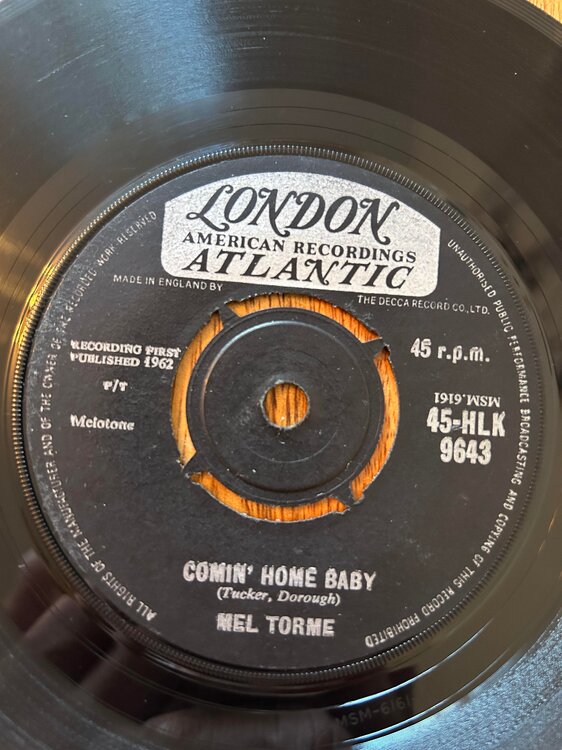 LONDON
AMERICAN RECORDINGS
ATLANTIC
MADE IN ENGLAND BY
THE DECCA RECORD CO., LTD.
ALL RIGHTS OF THE MANUFACTURER AND OF THE OWNER OF THE RECORDED WORK RESERVED
UNAUTHORISED PUBLIC PERFORMANCE BROADCASTING AND COPYING OF THIS RECORD PROHIBITED
RECORDING FIRST
PUBLISHED 1962
P/T
Melotone
45 r.p.m.
MSM.6161
45-HLK
9643
COMIN' HOME BABY
(Tucker, Dorough)
MEL TORME
MSM-6161